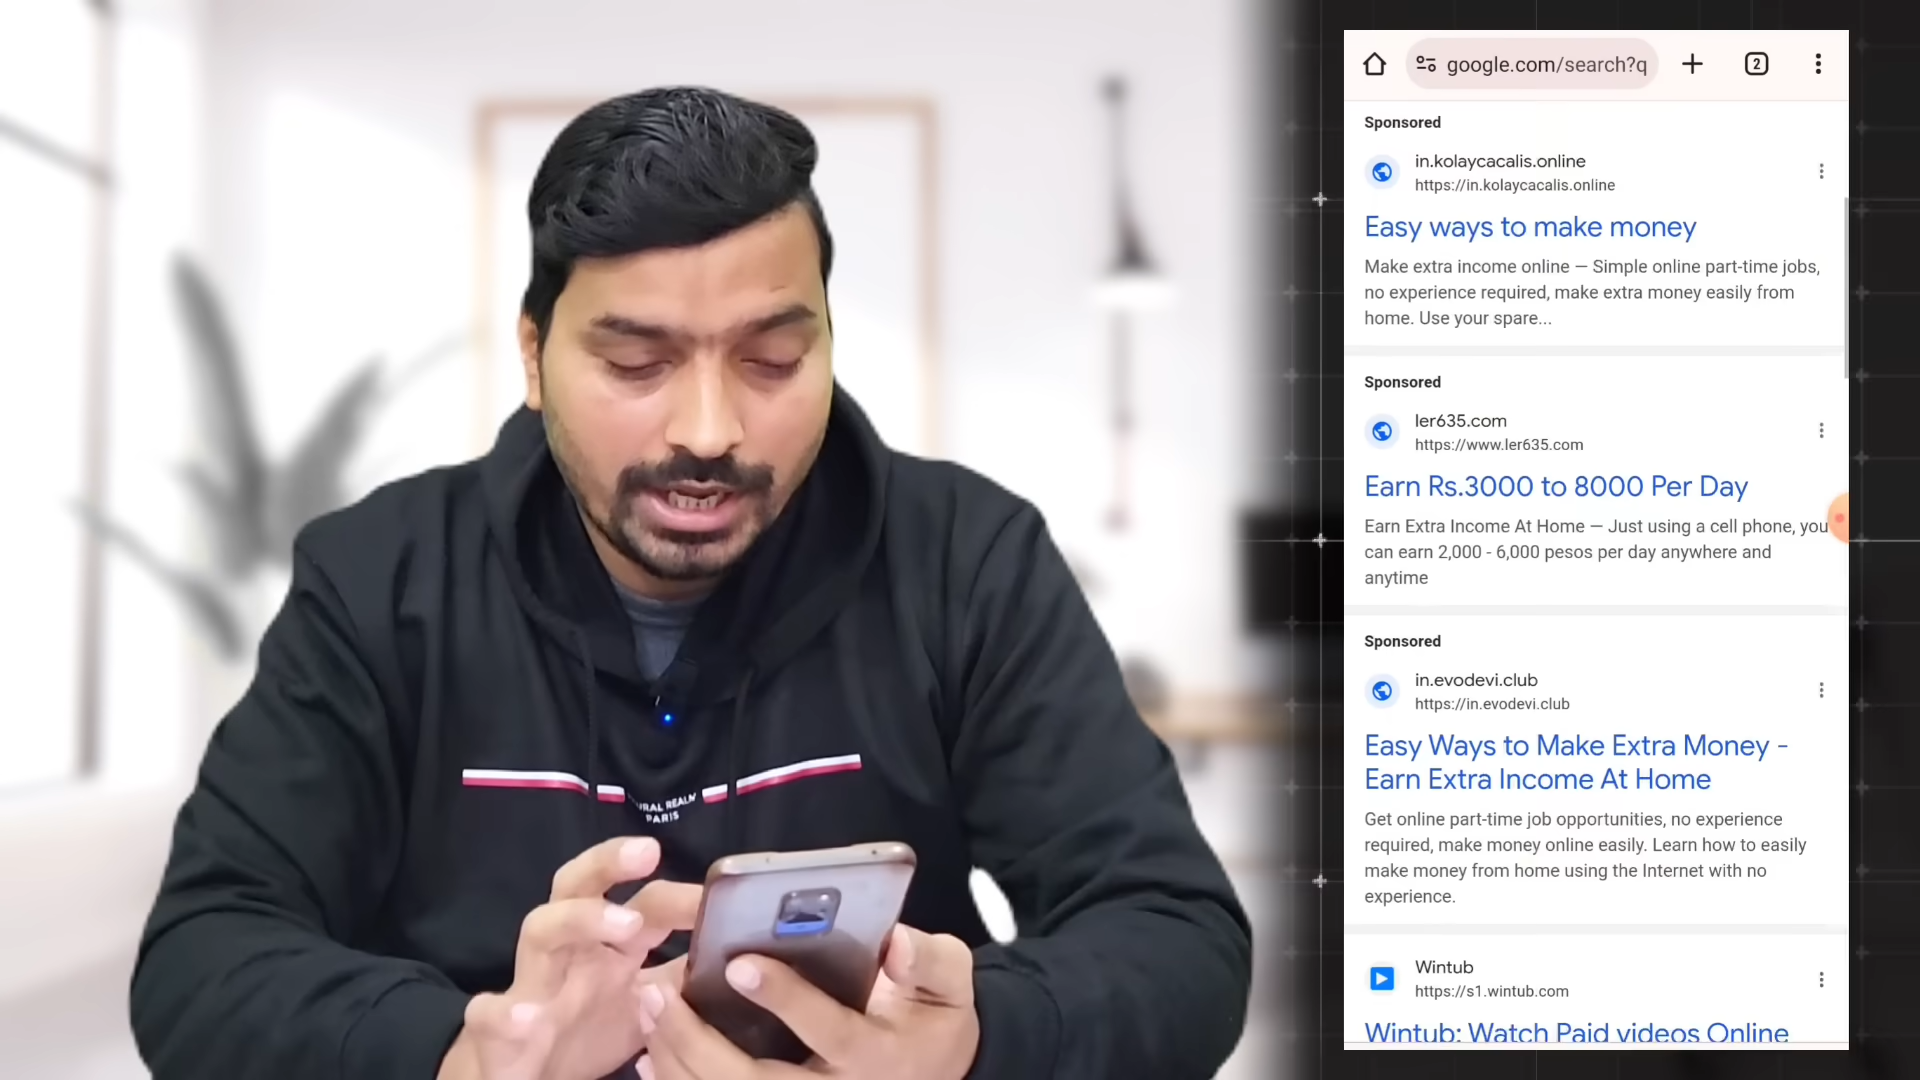 google.com/search?q
2
Sponsored
in.kolaycacalis.online
https://in.kolaycacalis.online
Easy ways to make money
Make extra income online — Simple online part-time jobs,
no experience required, make extra money easily from
home. Use your spare...
Sponsored
ler635.com
https://www.ler635.com
Earn Rs.3000 to 8000 Per Day
Earn Extra Income At Home — Just using a cell phone, you
can earn 2,000 - 6,000 pesos per day anywhere and
anytime
Sponsored
in.evodevi.club
https://in.evodevi.club
Easy Ways to Make Extra Money -
Earn Extra Income At Home
Get online part-time job opportunities, no experience
required, make money online easily. Learn how to easily
make money from home using the Internet with no
experience.
Wintub
https://s1.wintub.com
Wintub: Watch Paid videos Online
REALM
PARIS